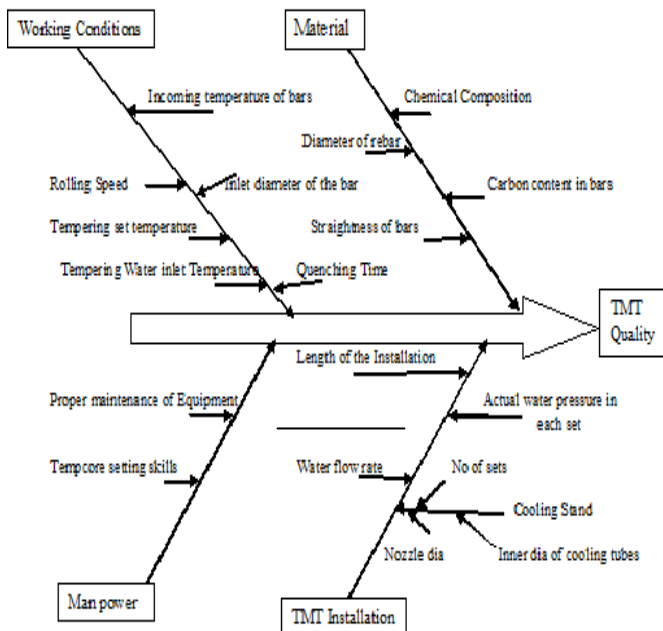 Working Conditions
Material
Incoming temperature of bars
Chemical Composition
Diameter of rebar
Rolling Speed
Inlet diameter of the bar
Carbon content in bars
Tempering set temperature
Straightness of bars
Tempering Water inlet Temperature
Quenching Time
TMT
Quality
Length of the Installation
Proper maintenance of Equipment
Actual water pressure in
each set
Tempcore setting skills
Water flow rate
No of sets
Cooling Stand
Nozzle dia
Inner dia of cooling tubes
Man power
TMT Installation